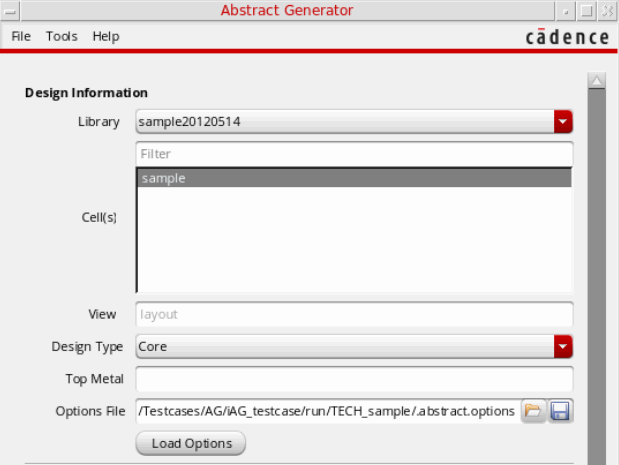 Abstract Generator
File Tools Help
cādence
Design Information
Library sample20120514
Filter
sample
Cell(s)
View layout
Design Type Core
Top Metal
Options File /Testcases/AG/iAG_testcase/run/TECH_sample/.abstract.options
Load Options